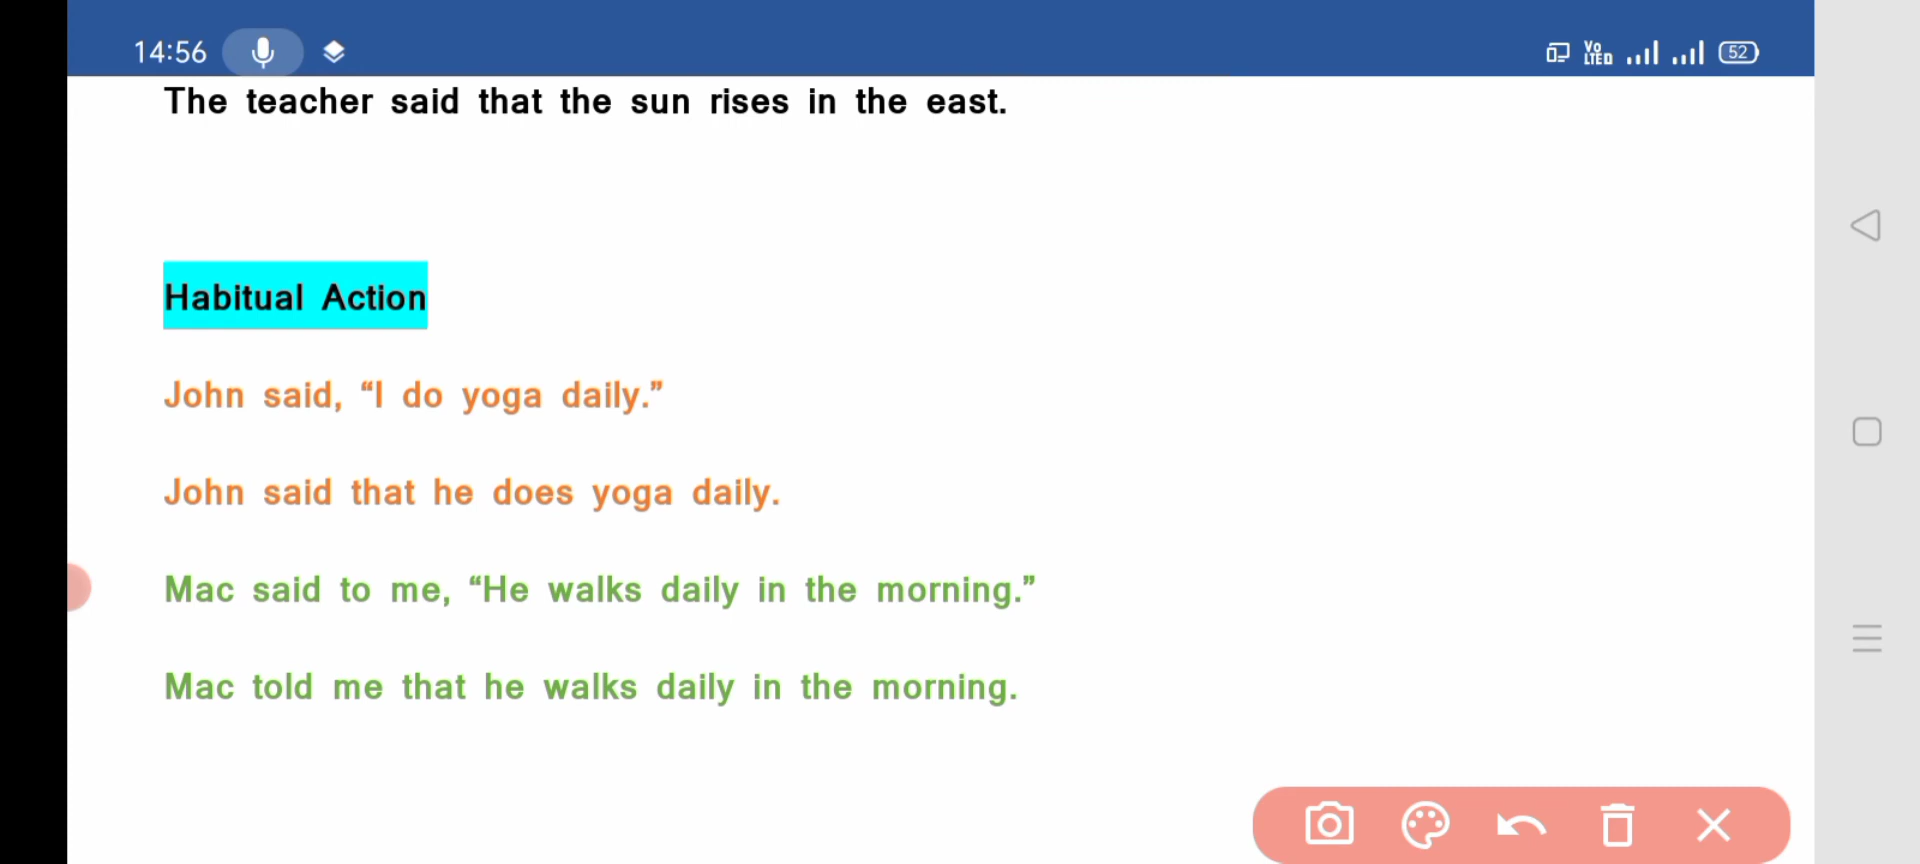 14:56
Vo
LTED
52
The teacher said that the sun rises in the east.
Habitual Action
John said, “I do yoga daily.”
John said that he does yoga daily.
Mac said to me, “He walks daily in the morning.”
Mac told me that he walks daily in the morning.